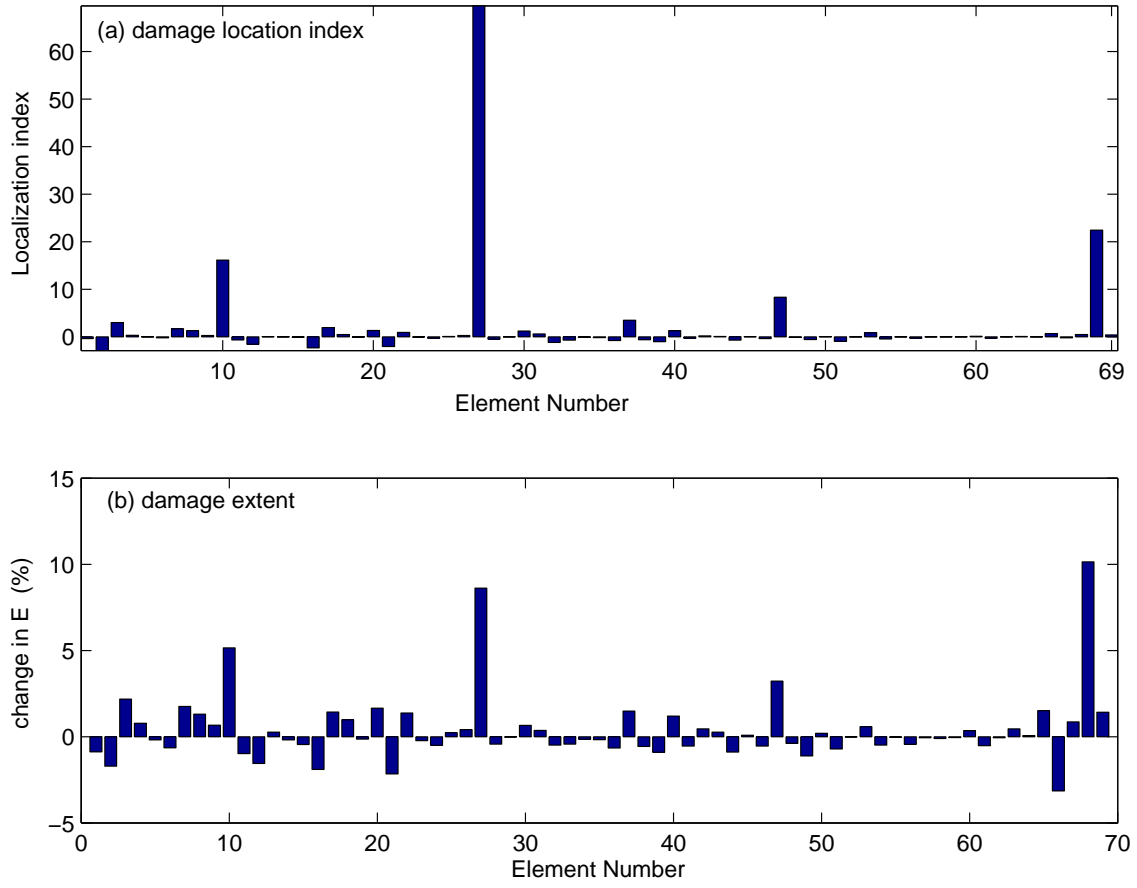 (a) damage location index
60
50
40
30
20
10
0
Localization index
10 20 30 40 50 60 69
Element Number
15
10
5
0
−5
(b) damage extent
change in E (%)
0 10 20 30 40 50 60 70
Element Number